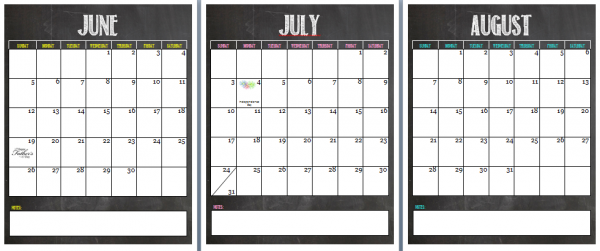 JUNE
SUNDAY MONDAY TUESDAY WEDNESDAY THURSDAY FRIDAY SATURDAY
1 2 3 4
5 6 7 8 9 10 11
12 13 14 15 16 17 18
19 20 21 22 23 24 25
Father's
26 27 28 29 30
NOTES:
JULY
SUNDAY MONDAY TUESDAY WEDNESDAY THURSDAY FRIDAY SATURDAY
1 2
3 4 5 6 7 8 9
10 11 12 13 14 15 16
17 18 19 20 21 22 23
24 25 26 27 28 29 30
31
NOTES:
AUGUST
SUNDAY MONDAY TUESDAY WEDNESDAY THURSDAY FRIDAY SATURDAY
1 2 3 4 5 6
7 8 9 10 11 12 13
14 15 16 17 18 19 20
21 22 23 24 25 26 27
28 29 30 31
NOTES: